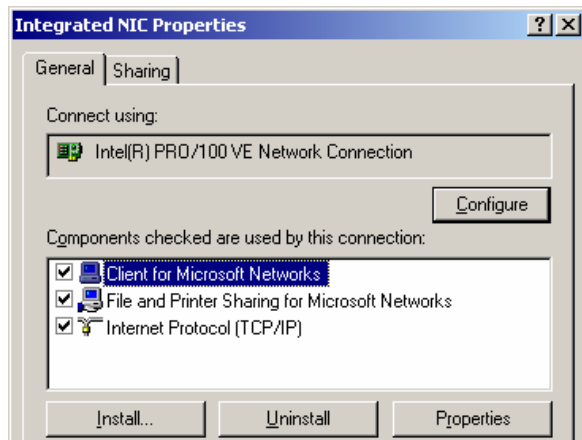 Integrated NIC Properties
General Sharing
Connect using:
Intel(R) PRO/100 VE Network Connection
Configure
Components checked are used by this connection:
Client for Microsoft Networks
File and Printer Sharing for Microsoft Networks
Internet Protocol (TCP/IP)
Install... Uninstall Properties